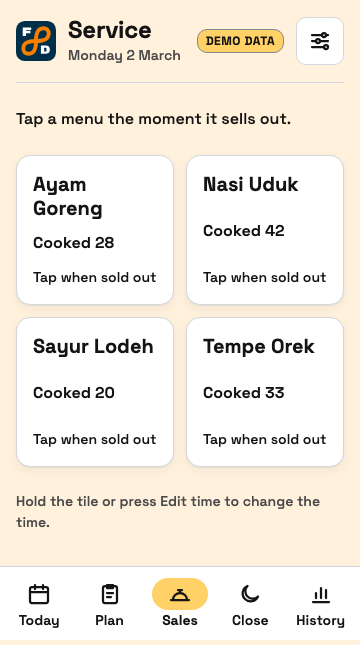 F
D
Service
Monday 2 March
DEMO DATA
Tap a menu the moment it sells out.
Ayam
Goreng
Cooked 28
Tap when sold out
Nasi Uduk
Cooked 42
Tap when sold out
Sayur Lodeh
Cooked 20
Tap when sold out
Tempe Orek
Cooked 33
Tap when sold out
Hold the tile or press Edit time to change the
time.
Today
Plan
Sales
Close
History